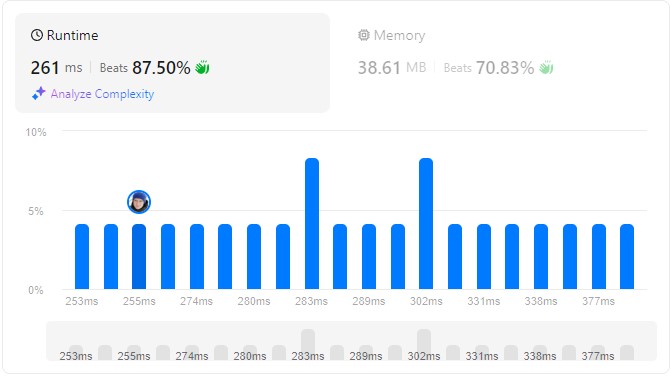 Runtime
261 ms Beats 87.50%
Analyze Complexity
Memory
38.61 MB Beats 70.83%
10%
5%
0%
253ms 255ms 274ms 280ms 283ms 289ms 302ms 331ms 338ms 377ms
253ms 255ms 274ms 280ms 283ms 289ms 302ms 331ms 338ms 377ms